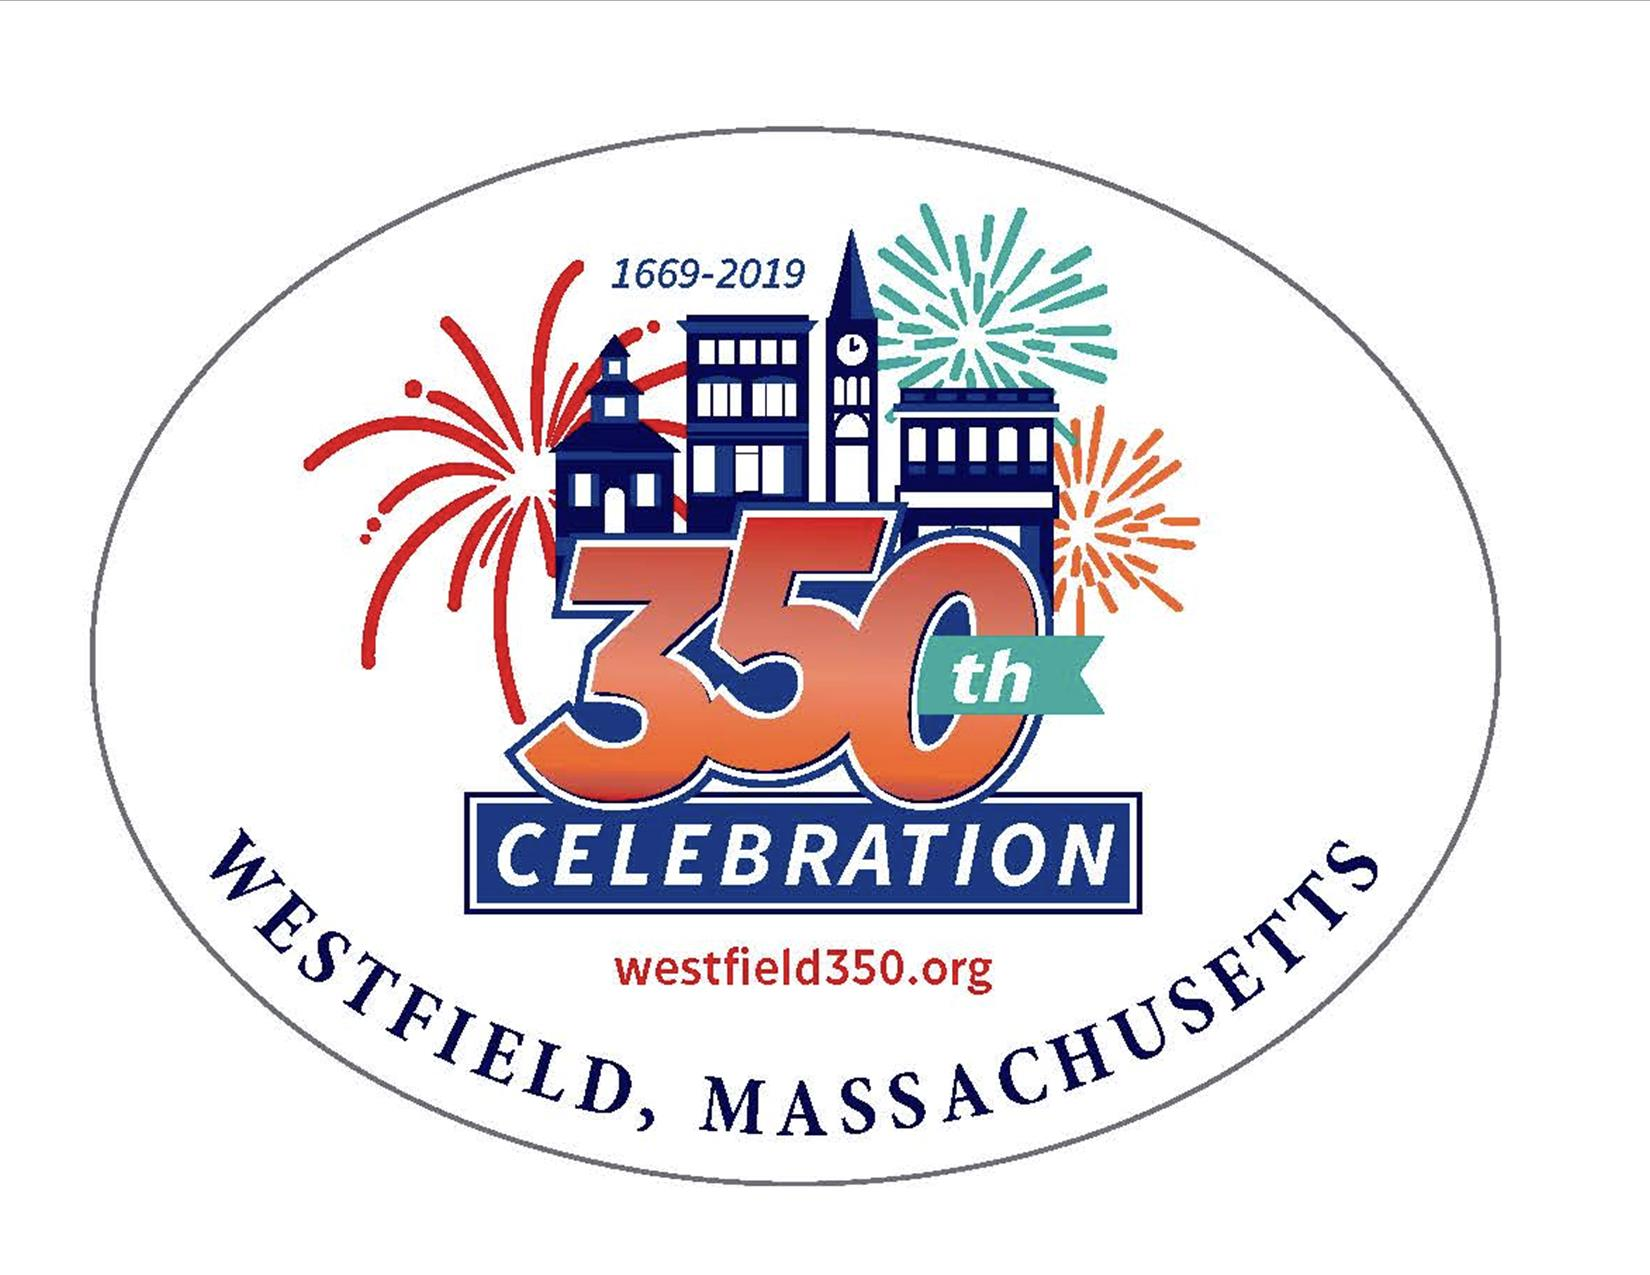 1669-2019
350th
CELEBRATION
westfield350.org
WESTFIELD, MASSACHUSETTS